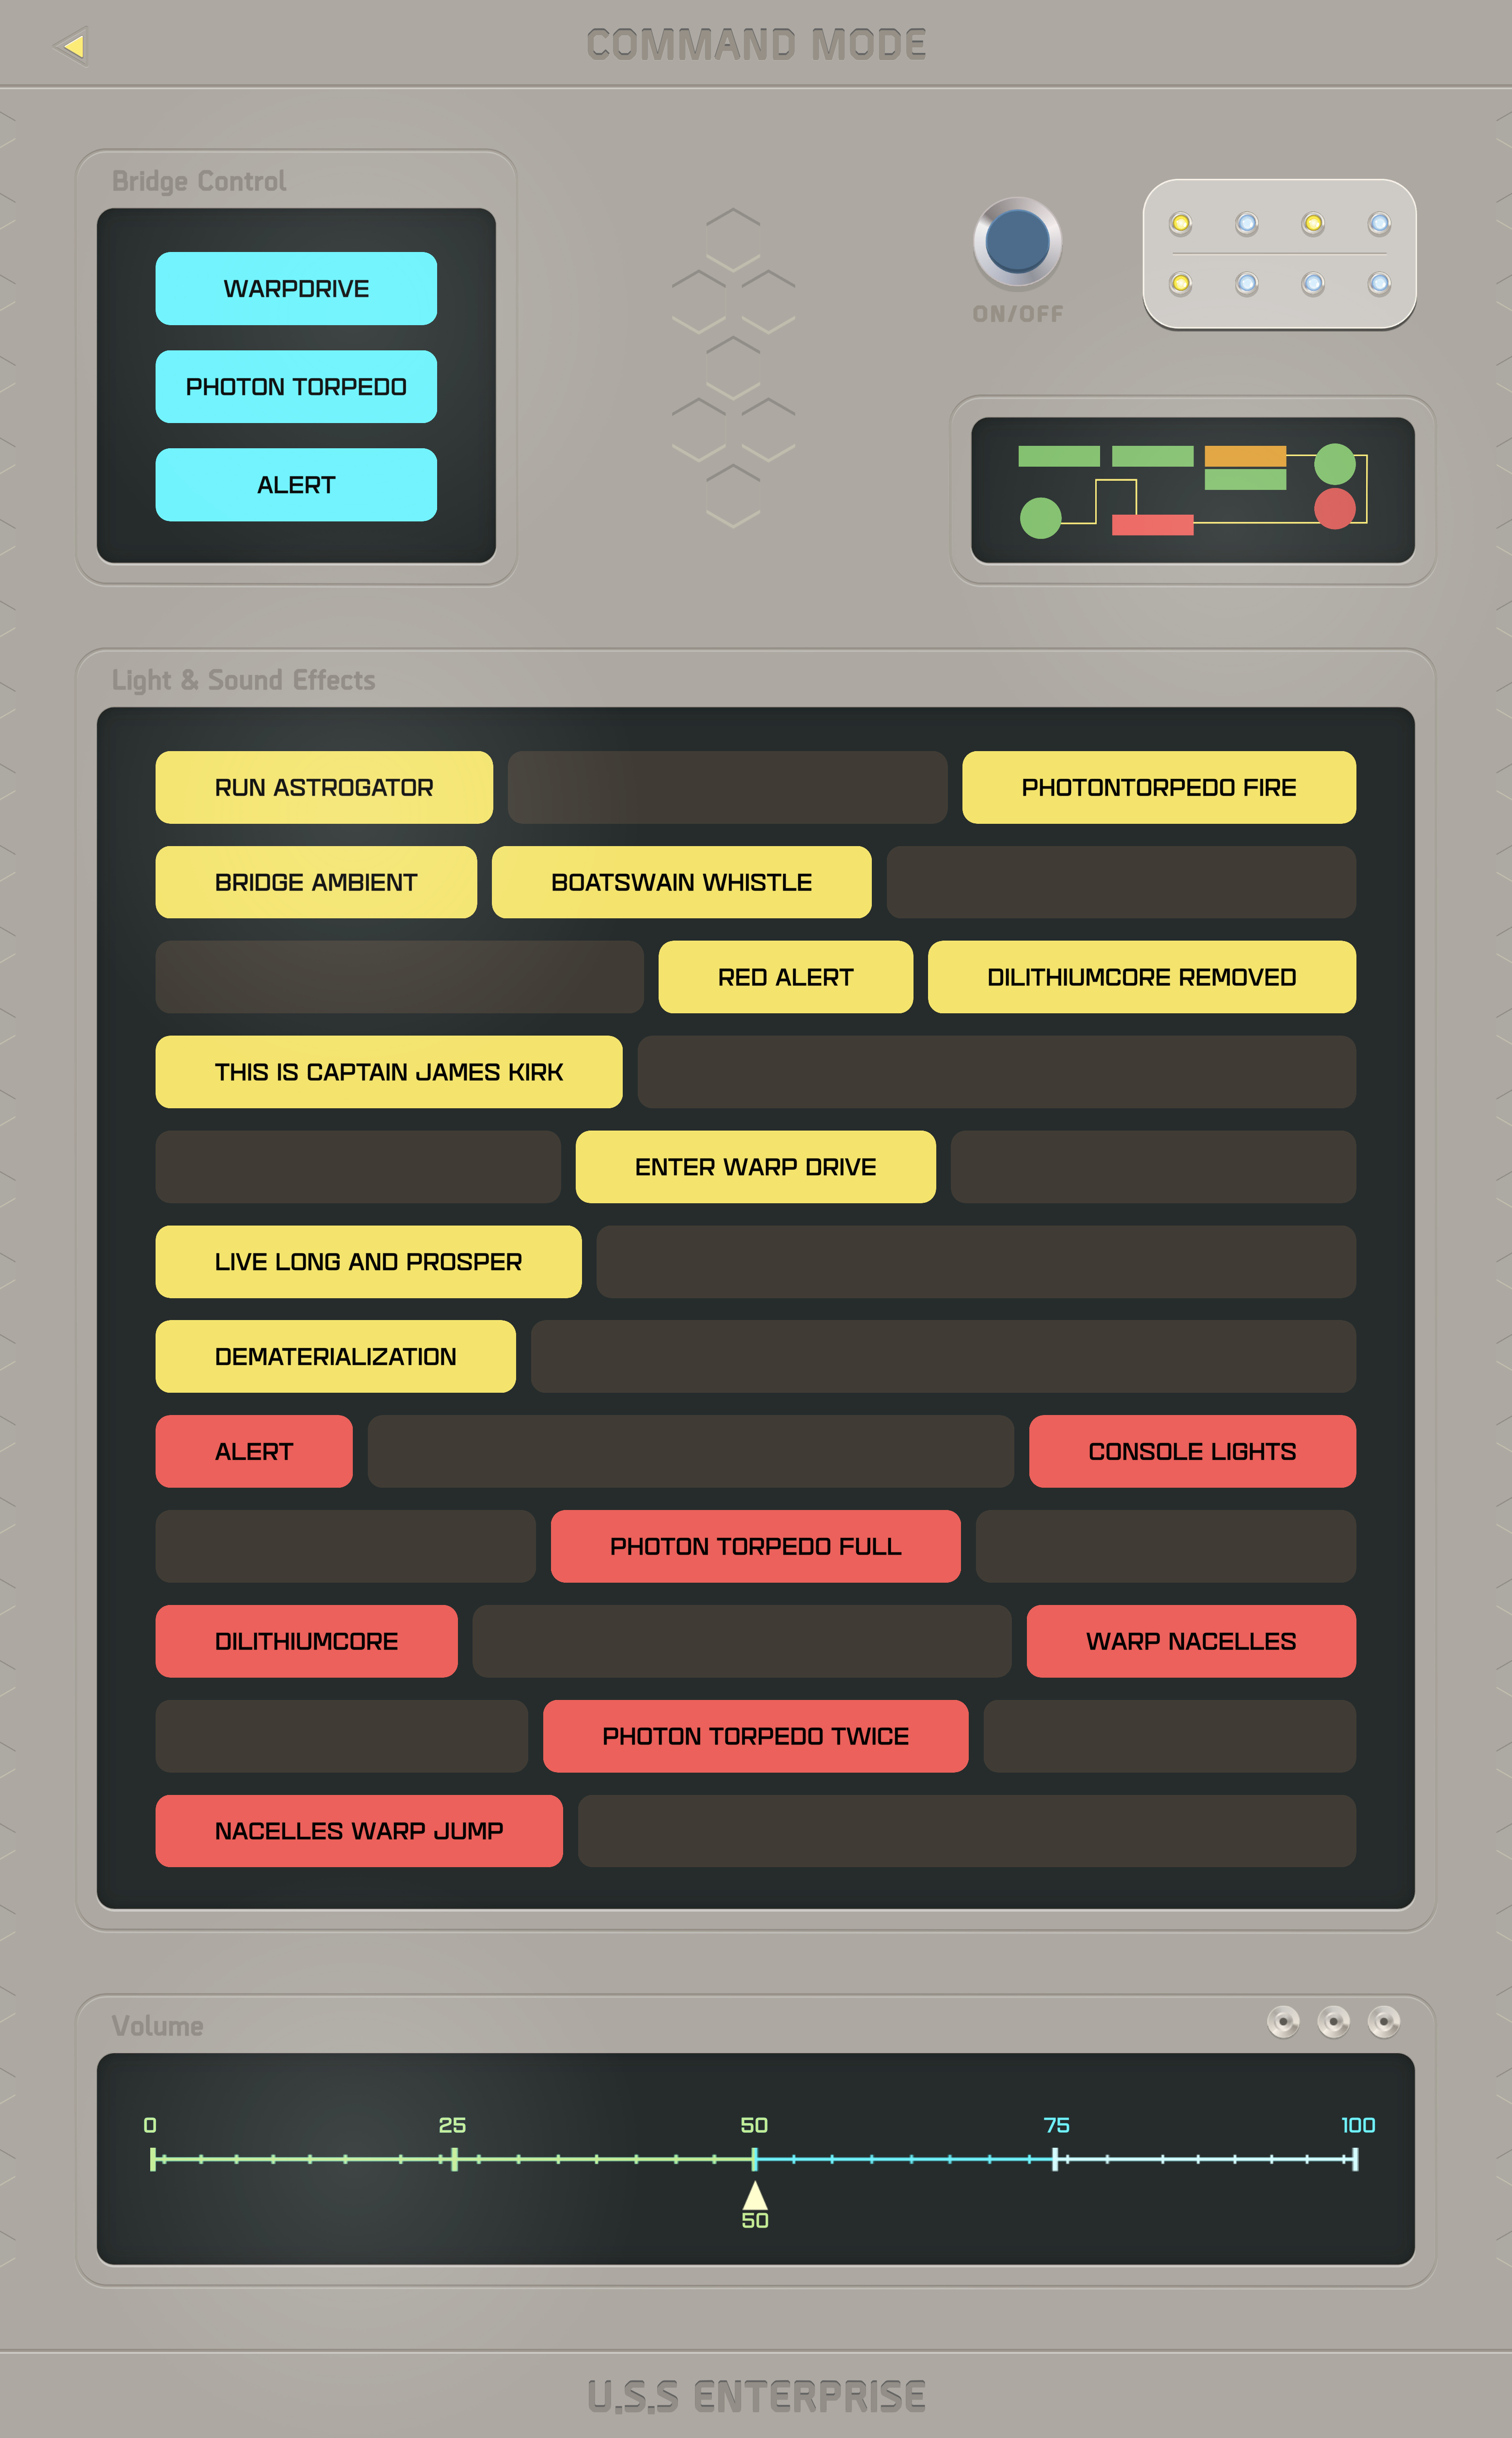 COMMAND MODE
Bridge Control
WARPDRIVE
PHOTON TORPEDO
ALERT
ON/OFF
Light & Sound Effects
RUN ASTROGATOR
PHOTONTORPEDO FIRE
BRIDGE AMBIENT
BOATSWAIN WHISTLE
RED ALERT
DILITHIUMCORE REMOVED
THIS IS CAPTAIN JAMES KIRK
ENTER WARP DRIVE
LIVE LONG AND PROSPER
DEMATERIALIZATION
ALERT
CONSOLE LIGHTS
PHOTON TORPEDO FULL
DILITHIUMCORE
WARP NACELLES
PHOTON TORPEDO TWICE
NACELLES WARP JUMP
Volume
0 25 50 75 100
50
U.S.S ENTERPRISE